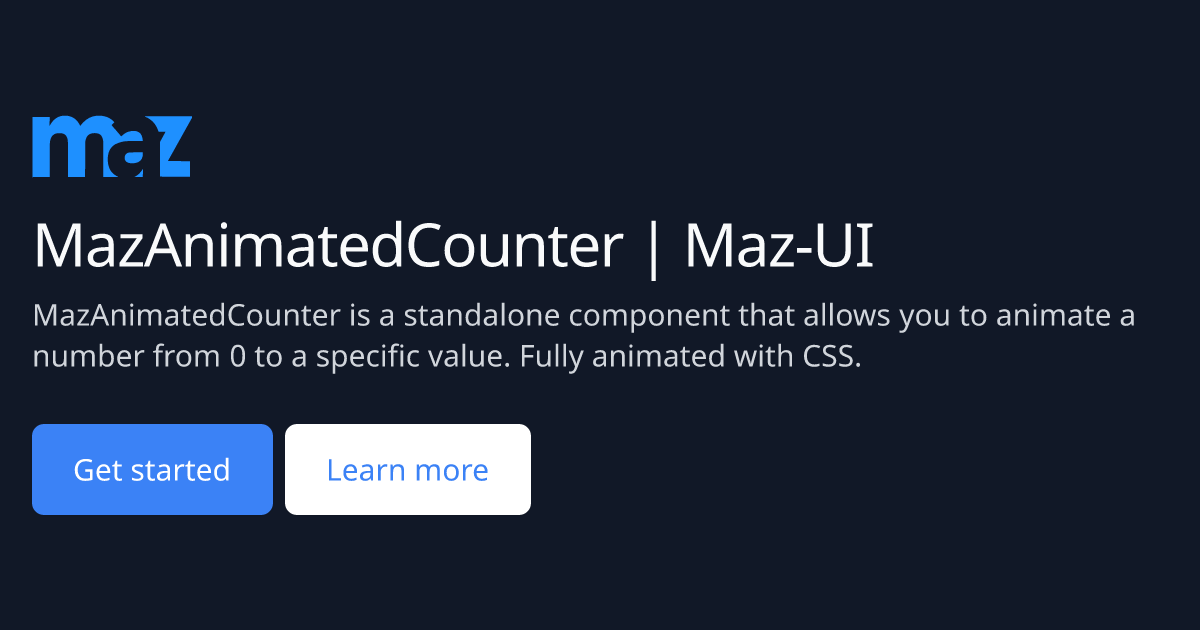 maz
MazAnimatedCounter | Maz-UI
MazAnimatedCounter is a standalone component that allows you to animate a
number from 0 to a specific value. Fully animated with CSS.
Get started
Learn more